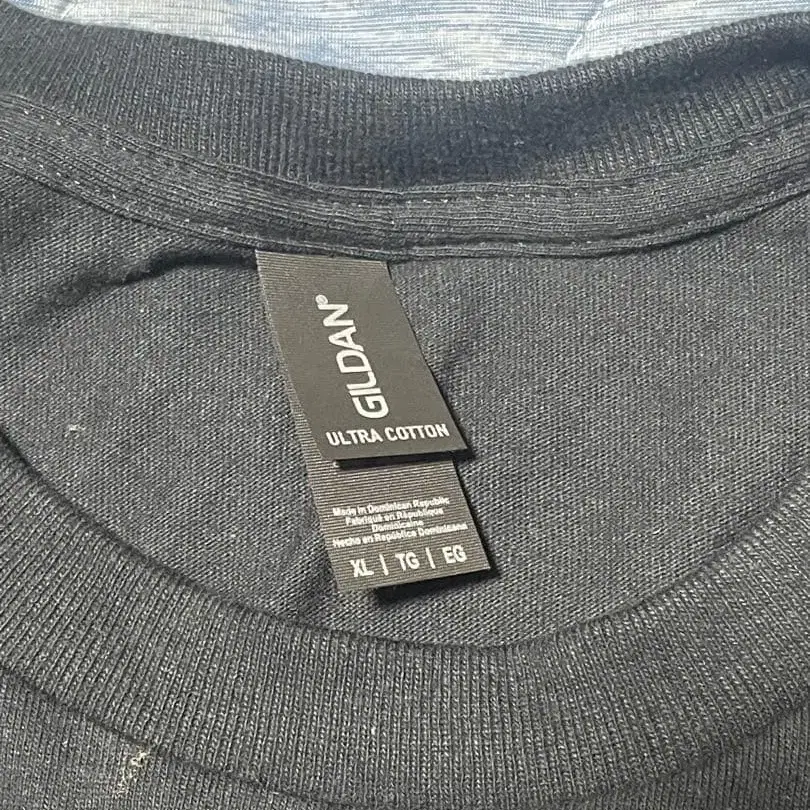 GILDAN®
ULTRA COTTON
Made in Dominican Republic
Fabriqué en République
Dominicaine
Hecho en República Dominicana
XL | TG | EG